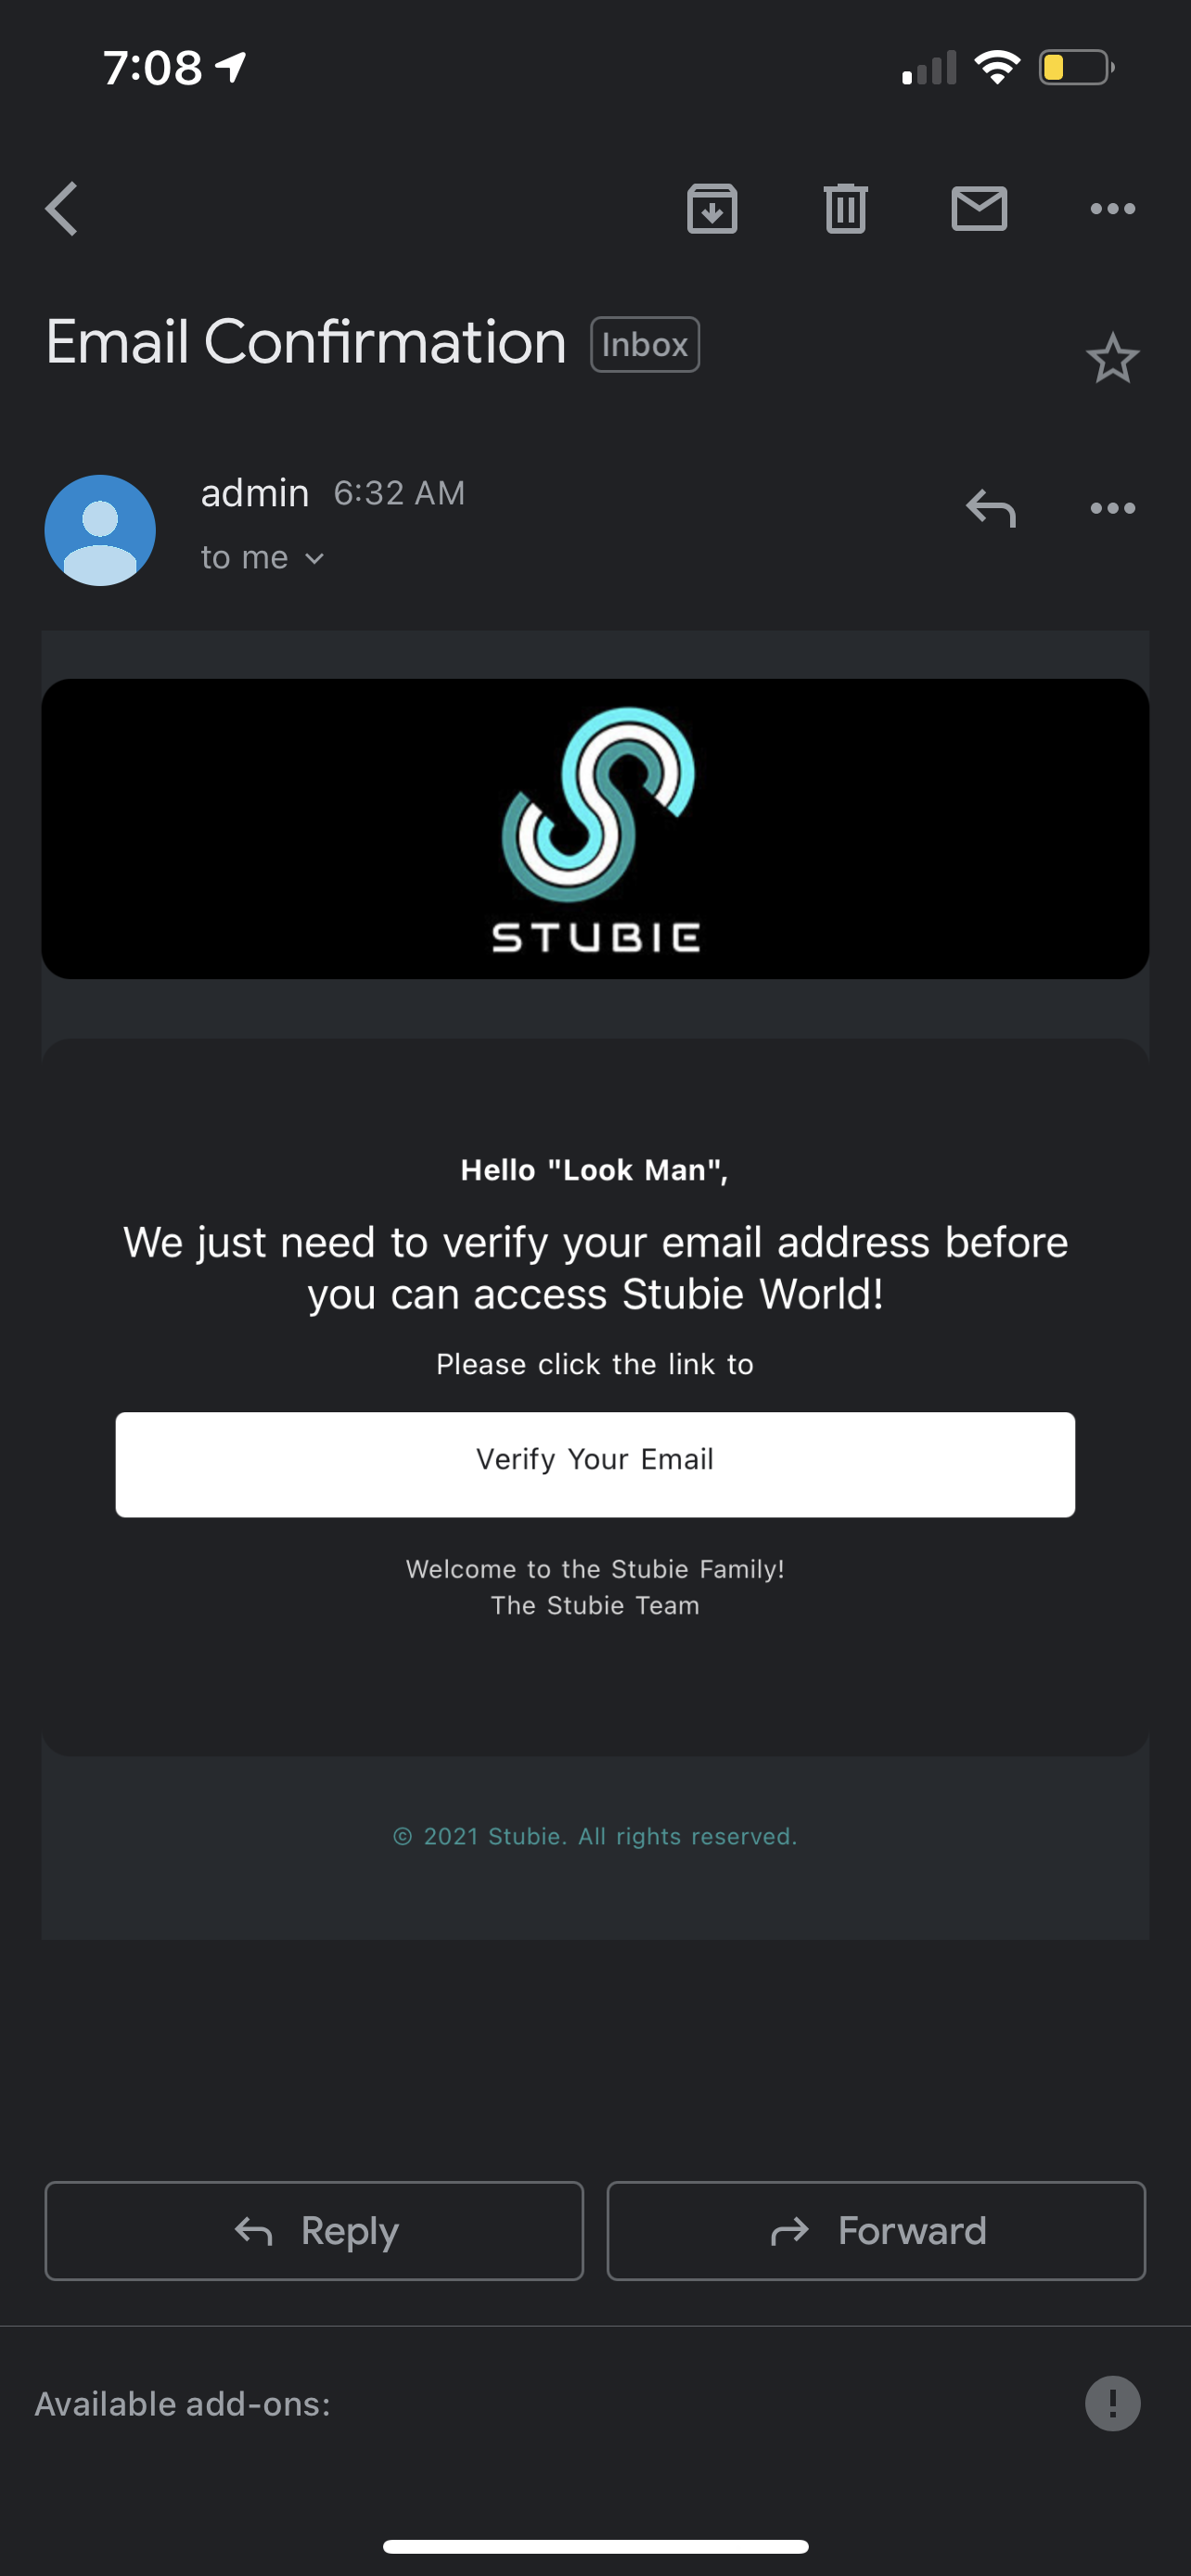 7:08
Email Confirmation Inbox
admin 6:32 AM
to me
STUBIE
Hello "Look Man",
We just need to verify your email address before
you can access Stubie World!
Please click the link to
Verify Your Email
Welcome to the Stubie Family!
The Stubie Team
© 2021 Stubie. All rights reserved.
Reply Forward
Available add-ons: